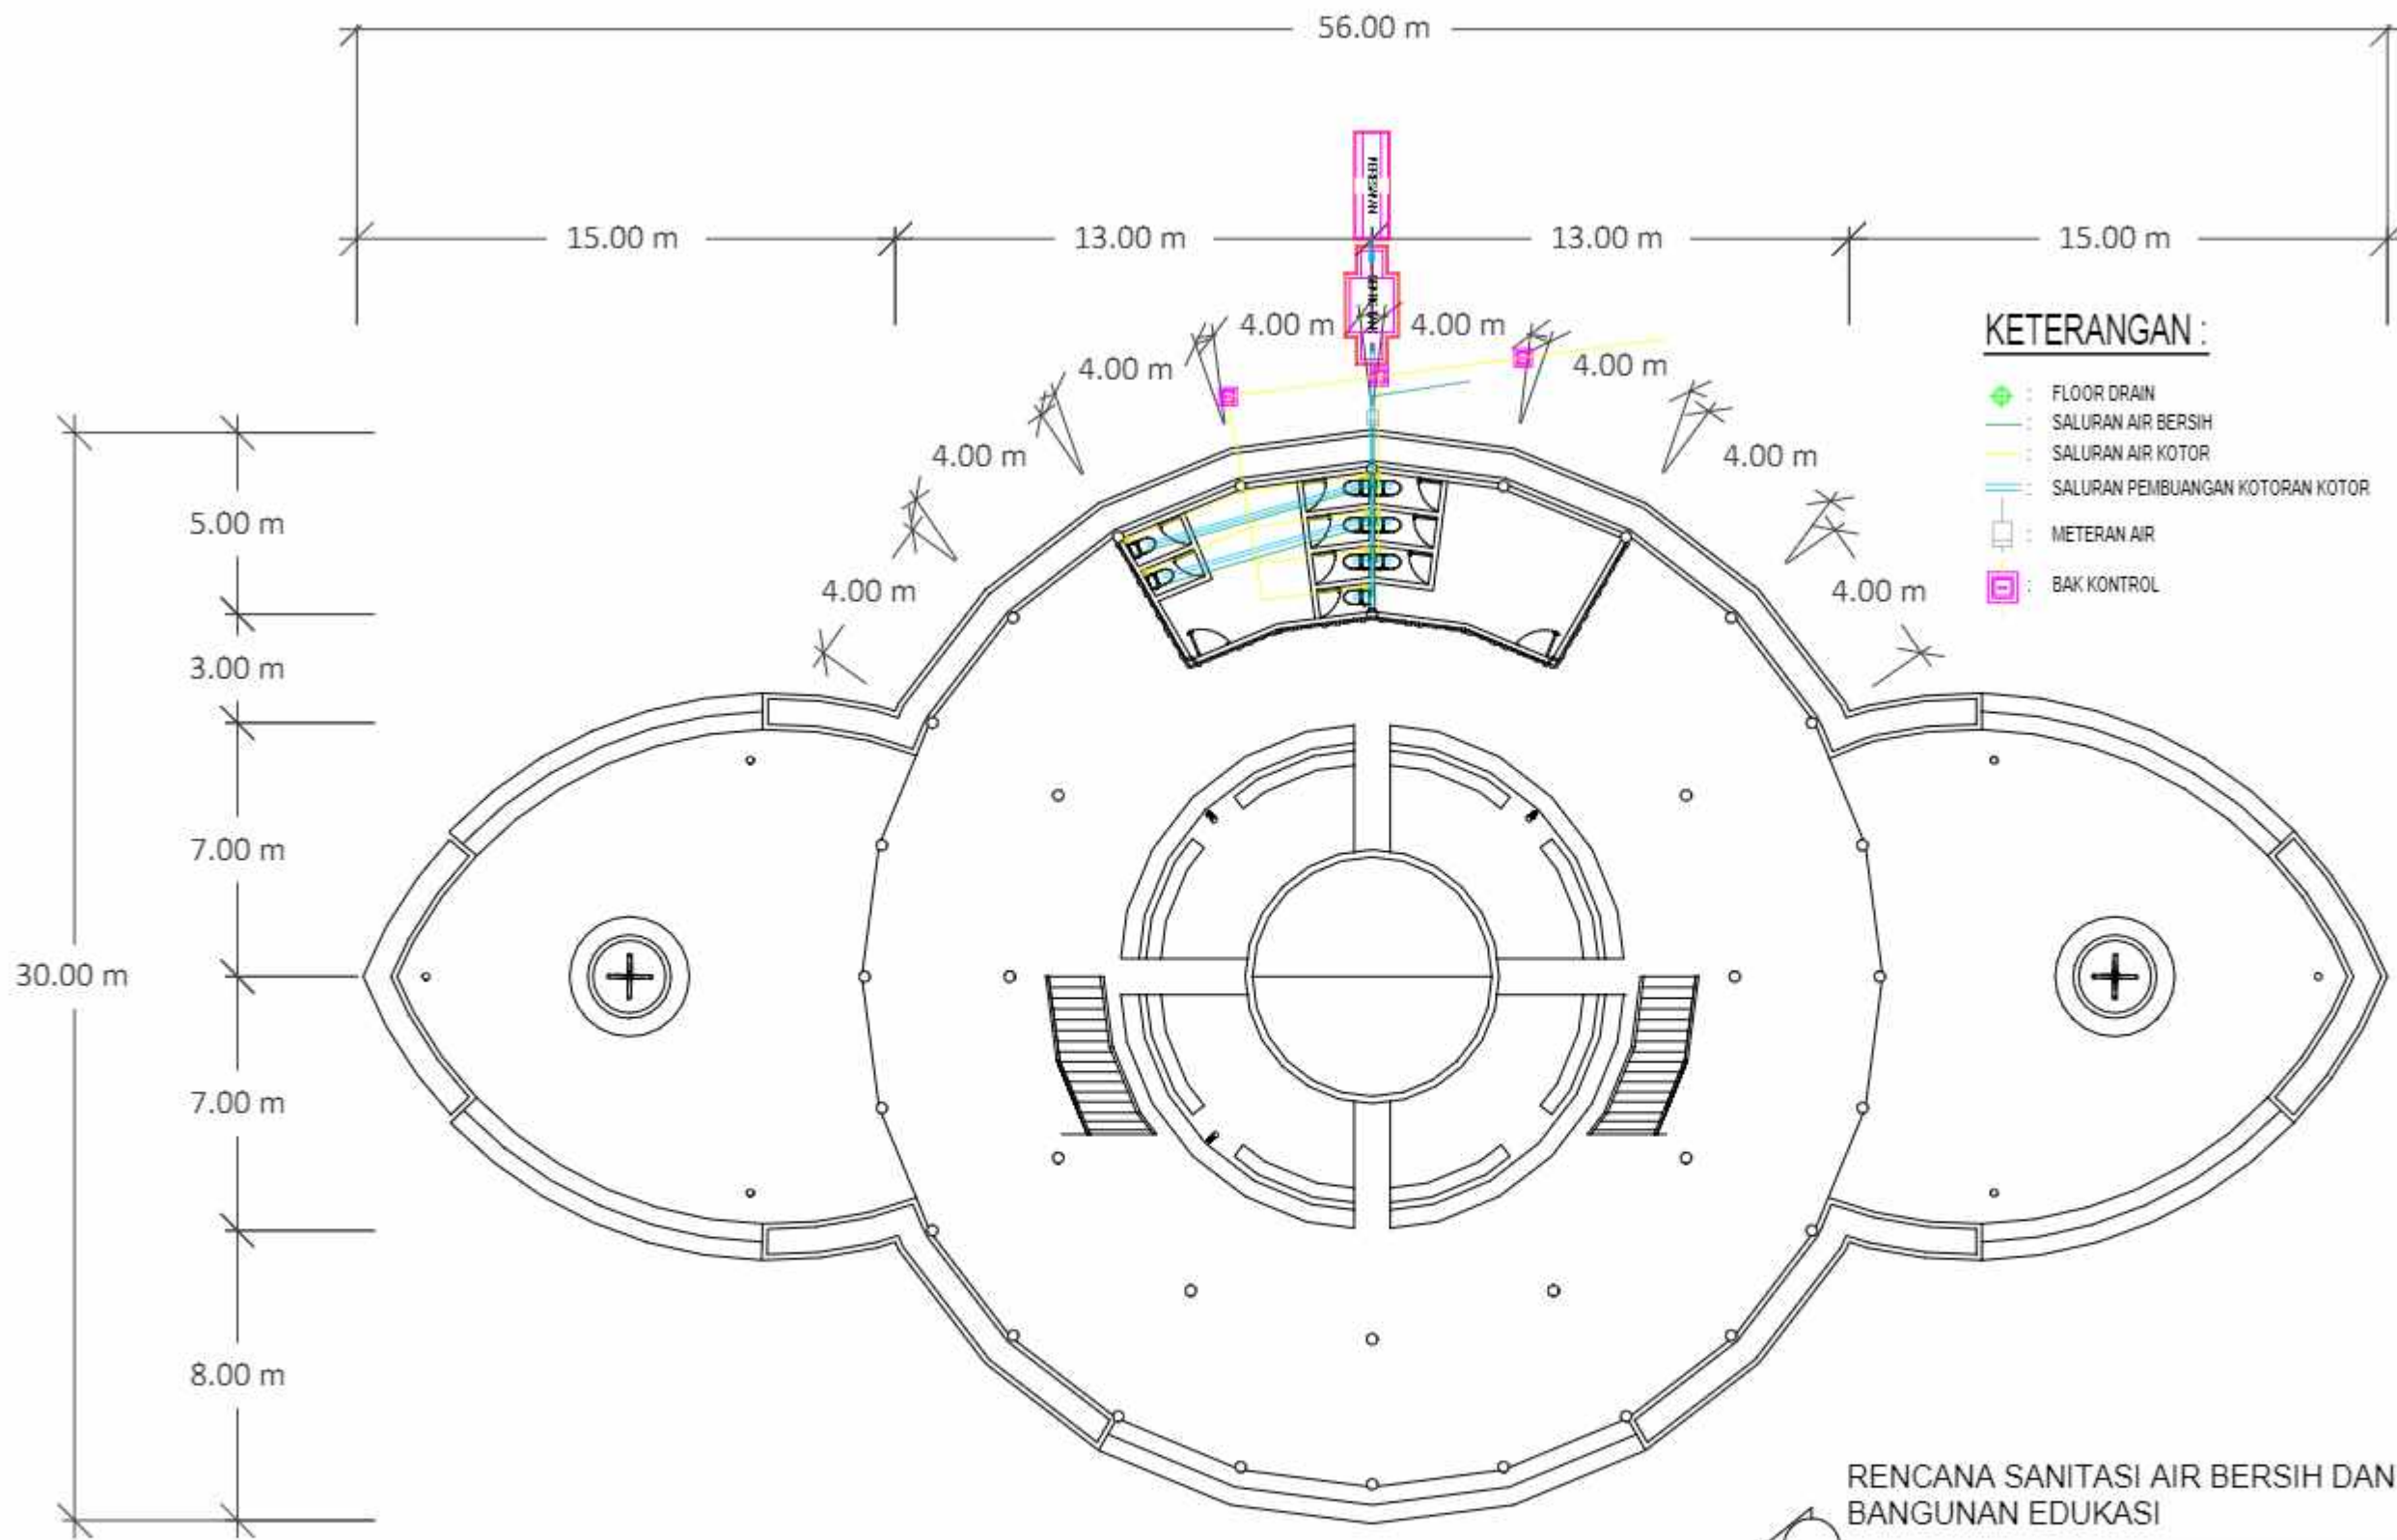 56.00 m
15.00 m
13.00 m
13.00 m
15.00 m
PERESAPAN
4.00 m
4.00 m
4.00 m
4.00 m
4.00 m
4.00 m
4.00 m
4.00 m
KETERANGAN :
: FLOOR DRAIN
: SALURAN AIR BERSIH
: SALURAN AIR KOTOR
: SALURAN PEMBUANGAN KOTORAN KOTOR
: METERAN AIR
: BAK KONTROL
5.00 m
3.00 m
7.00 m
30.00 m
7.00 m
8.00 m
RENCANA SANITASI AIR BERSIH DAN
BANGUNAN EDUKASI